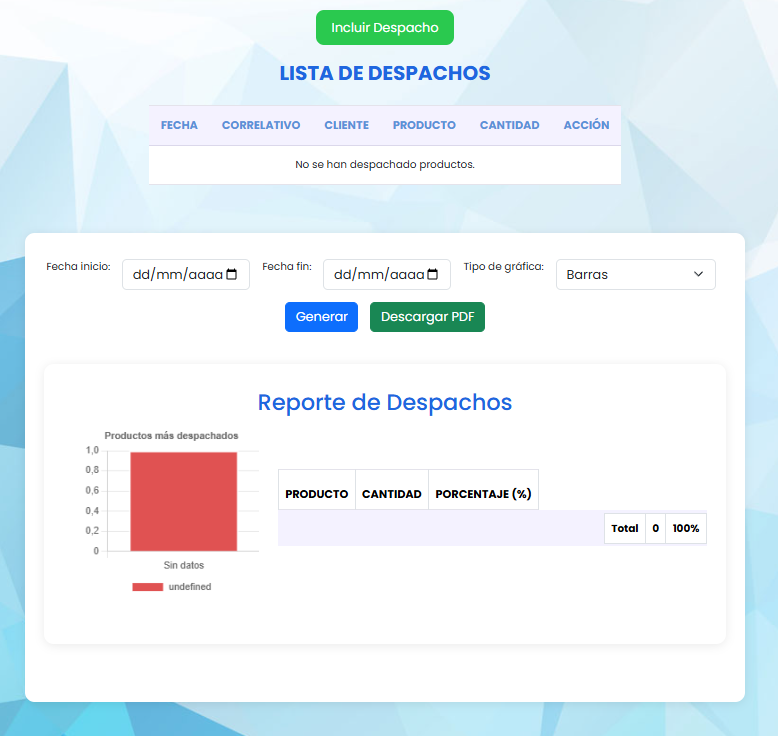 Incluir Despacho
LISTA DE DESPACHOS
FECHA CORRELATIVO CLIENTE PRODUCTO CANTIDAD ACCIÓN
No se han despachado productos.
Fecha inicio: dd/mm/aaaa Fecha fin: dd/mm/aaaa Tipo de gráfica: Barras
Generar Descargar PDF
Reporte de Despachos
Productos más despachados
1,0
0,8
0,6
0,4
0,2
0
Sin datos
undefined
PRODUCTO CANTIDAD PORCENTAJE (%)
Total 0 100%